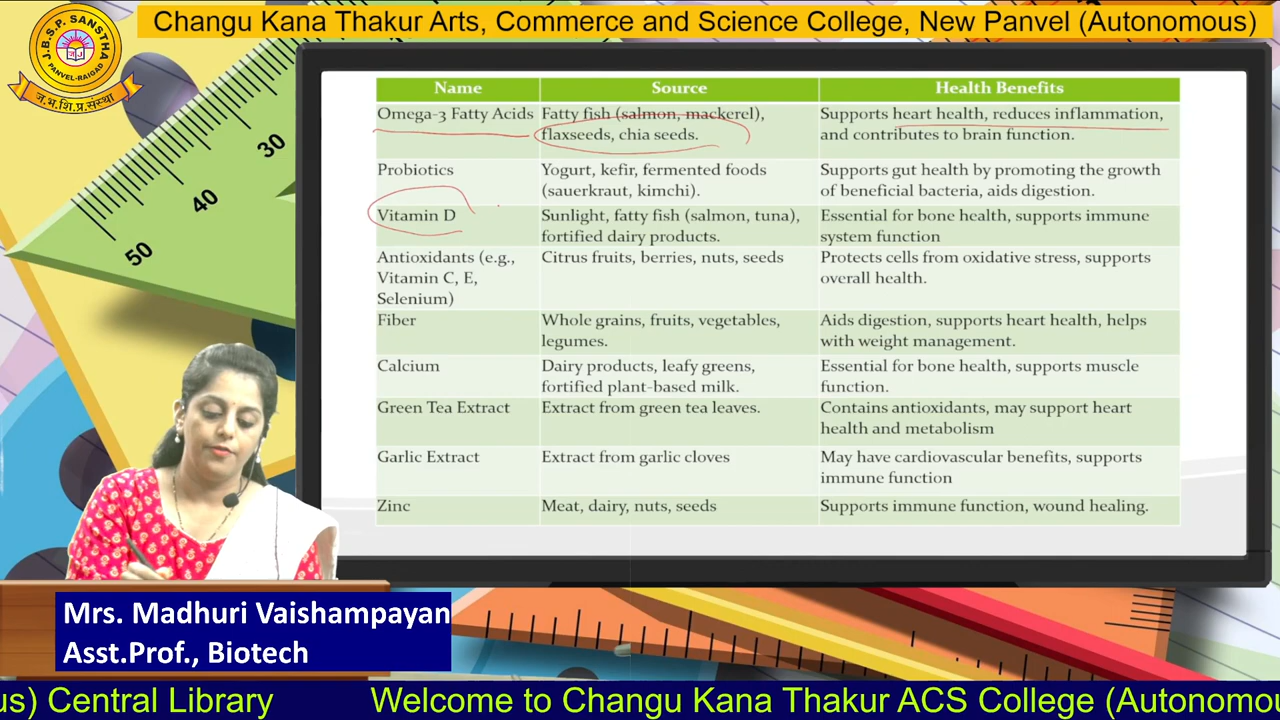 Changu Kana Thakur Arts, Commerce and Science College, New Panvel (Autonomous)
J.B.S.P. SANSTHA
PANVEL-RAIGAD
ज.भ.शि.प्र.संस्था
30
40
50
Name Source Health Benefits
Omega-3 Fatty Acids Fatty fish (salmon, mackerel), Supports heart health, reduces inflammation,
flaxseeds, chia seeds. and contributes to brain function.
Probiotics Yogurt, kefir, fermented foods Supports gut health by promoting the growth
(sauerkraut, kimchi). of beneficial bacteria, aids digestion.
Vitamin D Sunlight, fatty fish (salmon, tuna), Essential for bone health, supports immune
fortified dairy products. system function
Antioxidants (e.g., Citrus fruits, berries, nuts, seeds Protects cells from oxidative stress, supports
Vitamin C, E, overall health.
Selenium)
Fiber Whole grains, fruits, vegetables, Aids digestion, supports heart health, helps
legumes. with weight management.
Calcium Dairy products, leafy greens, Essential for bone health, supports muscle
fortified plant-based milk. function.
Green Tea Extract Extract from green tea leaves. Contains antioxidants, may support heart
health and metabolism
Garlic Extract Extract from garlic cloves May have cardiovascular benefits, supports
immune function
Zinc Meat, dairy, nuts, seeds Supports immune function, wound healing.
Mrs. Madhuri Vaishampayan
Asst.Prof., Biotech
us) Central Library Welcome to Changu Kana Thakur ACS College (Autonomou